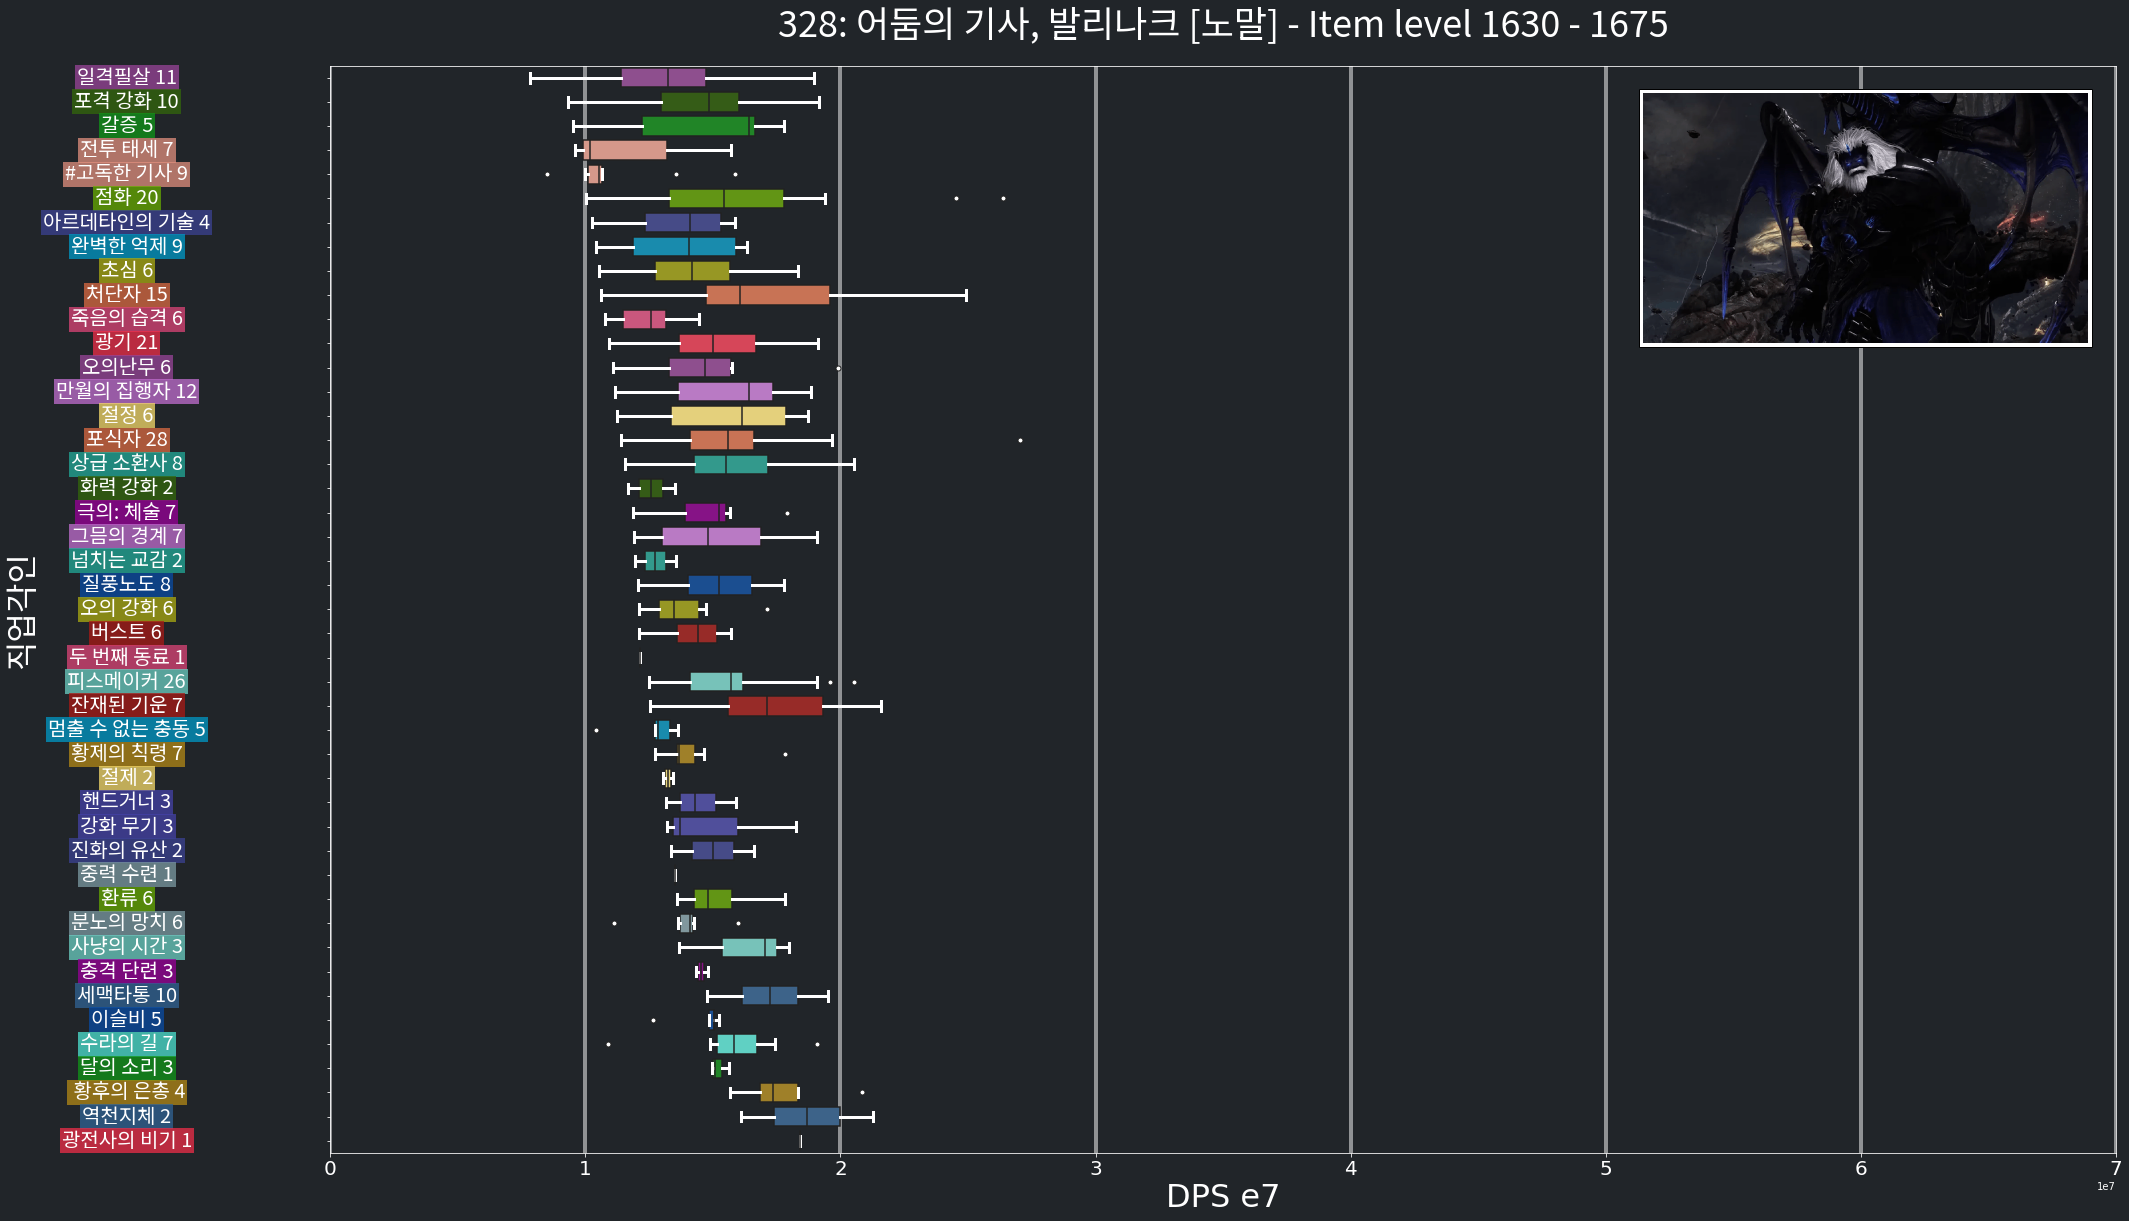 328: 어둠의 기사, 발리나크 [노말] - Item level 1630 - 1675
일격필살 11
포격 강화 10
갈증 5
전투 태세 7
#고독한 기사 9
점화 20
아르데타인의 기술 4
완벽한 억제 9
초심 6
처단자 15
죽음의 습격 6
광기 21
오의난무 6
만월의 집행자 12
절정 6
포식자 28
상급 소환사 8
화력 강화 2
극의: 체술 7
그믐의 경계 7
넘치는 교감 2
질풍노도 8
오의 강화 6
버스트 6
두 번째 동료 1
피스메이커 26
잔재된 기운 7
멈출 수 없는 충동 5
황제의 칙령 7
절제 2
핸드거너 3
강화 무기 3
진화의 유산 2
중력 수련 1
환류 6
분노의 망치 6
사냥의 시간 3
충격 단련 3
세맥타통 10
이슬비 5
수라의 길 7
달의 소리 3
황후의 은총 4
역천지체 2
광전사의 비기 1
직업각인
0 1 2 3 4 5 6 7
1e7
DPS e7